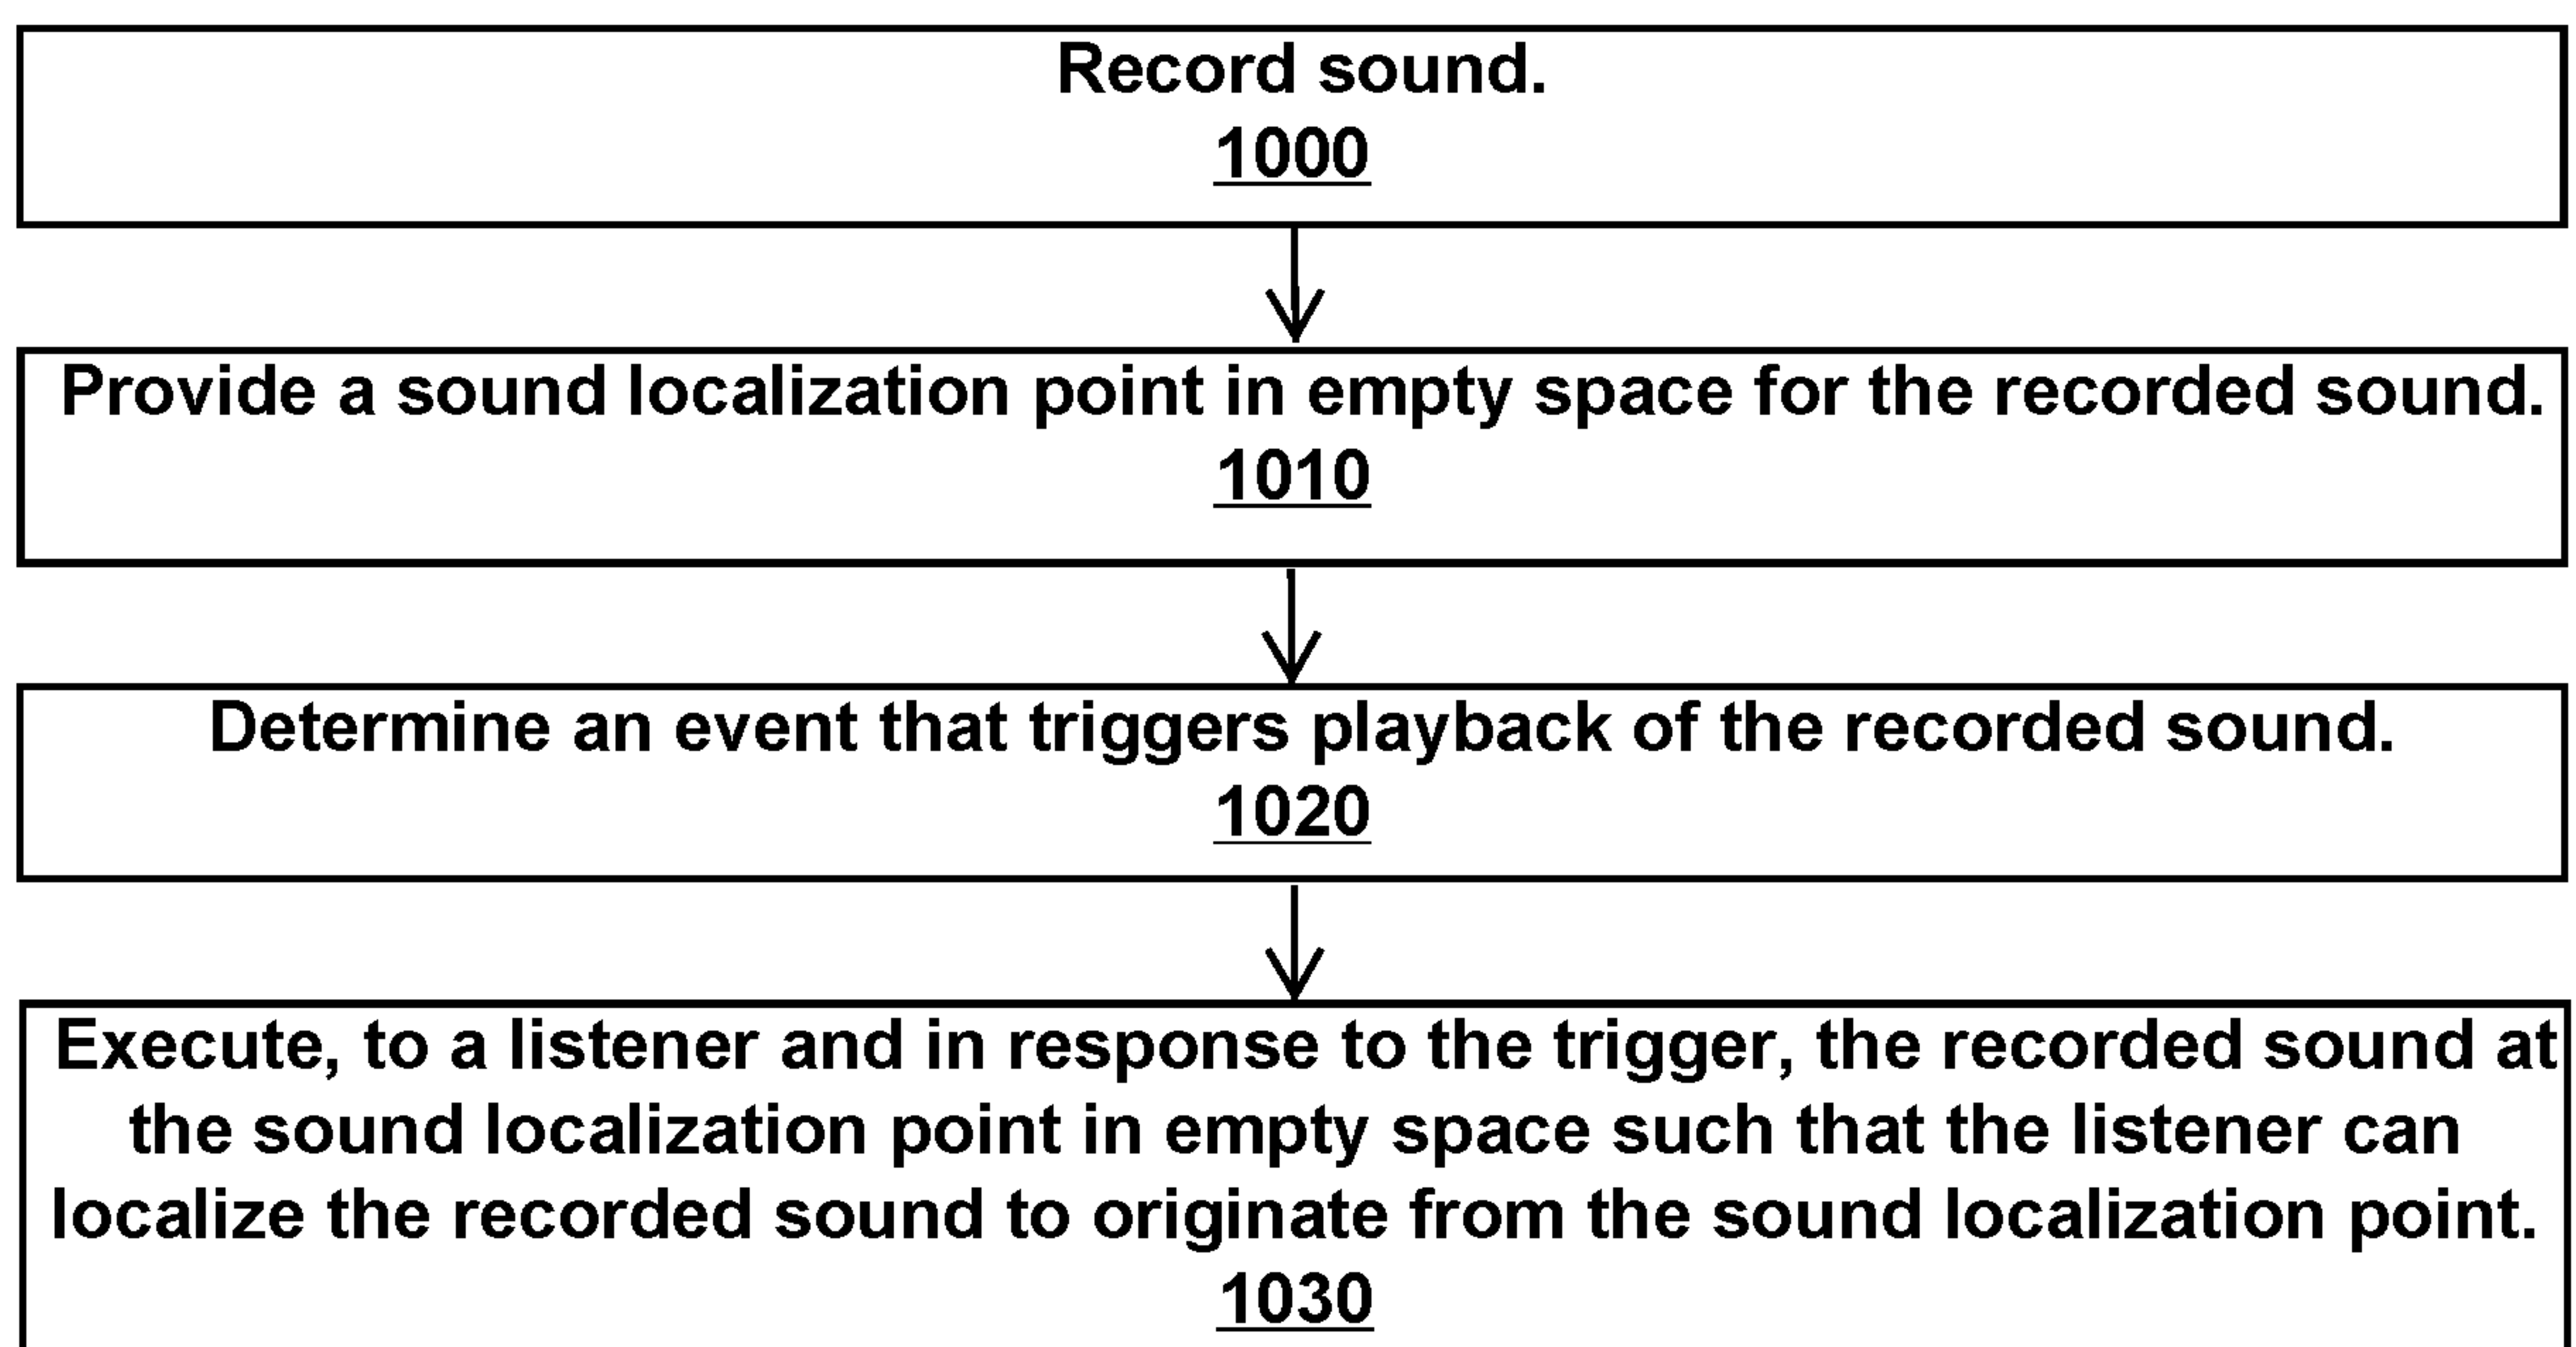 Record sound.
1000
Provide a sound localization point in empty space for the recorded sound.
1010
Determine an event that triggers playback of the recorded sound.
1020
Execute, to a listener and in response to the trigger, the recorded sound at
the sound localization point in empty space such that the listener can
localize the recorded sound to originate from the sound localization point.
1030